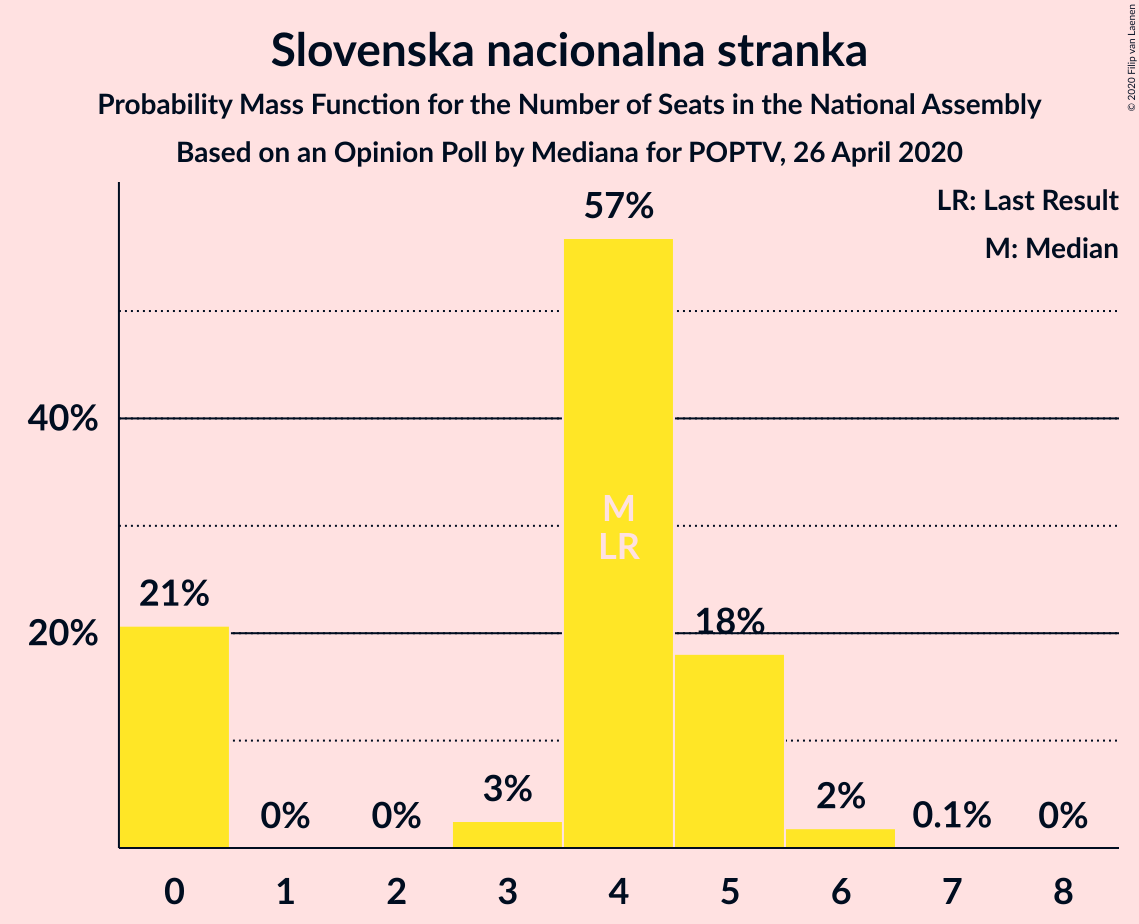 Slovenska nacionalna stranka
Probability Mass Function for the Number of Seats in the National Assembly
Based on an Opinion Poll by Mediana for POPTV, 26 April 2020
© 2020 Filip van Laenen
LR: Last Result
M: Median
57%
40%
M
LR
21%
20%
18%
3%
2%
0%
0%
0.1%
0%
0 1 2 3 4 5 6 7 8